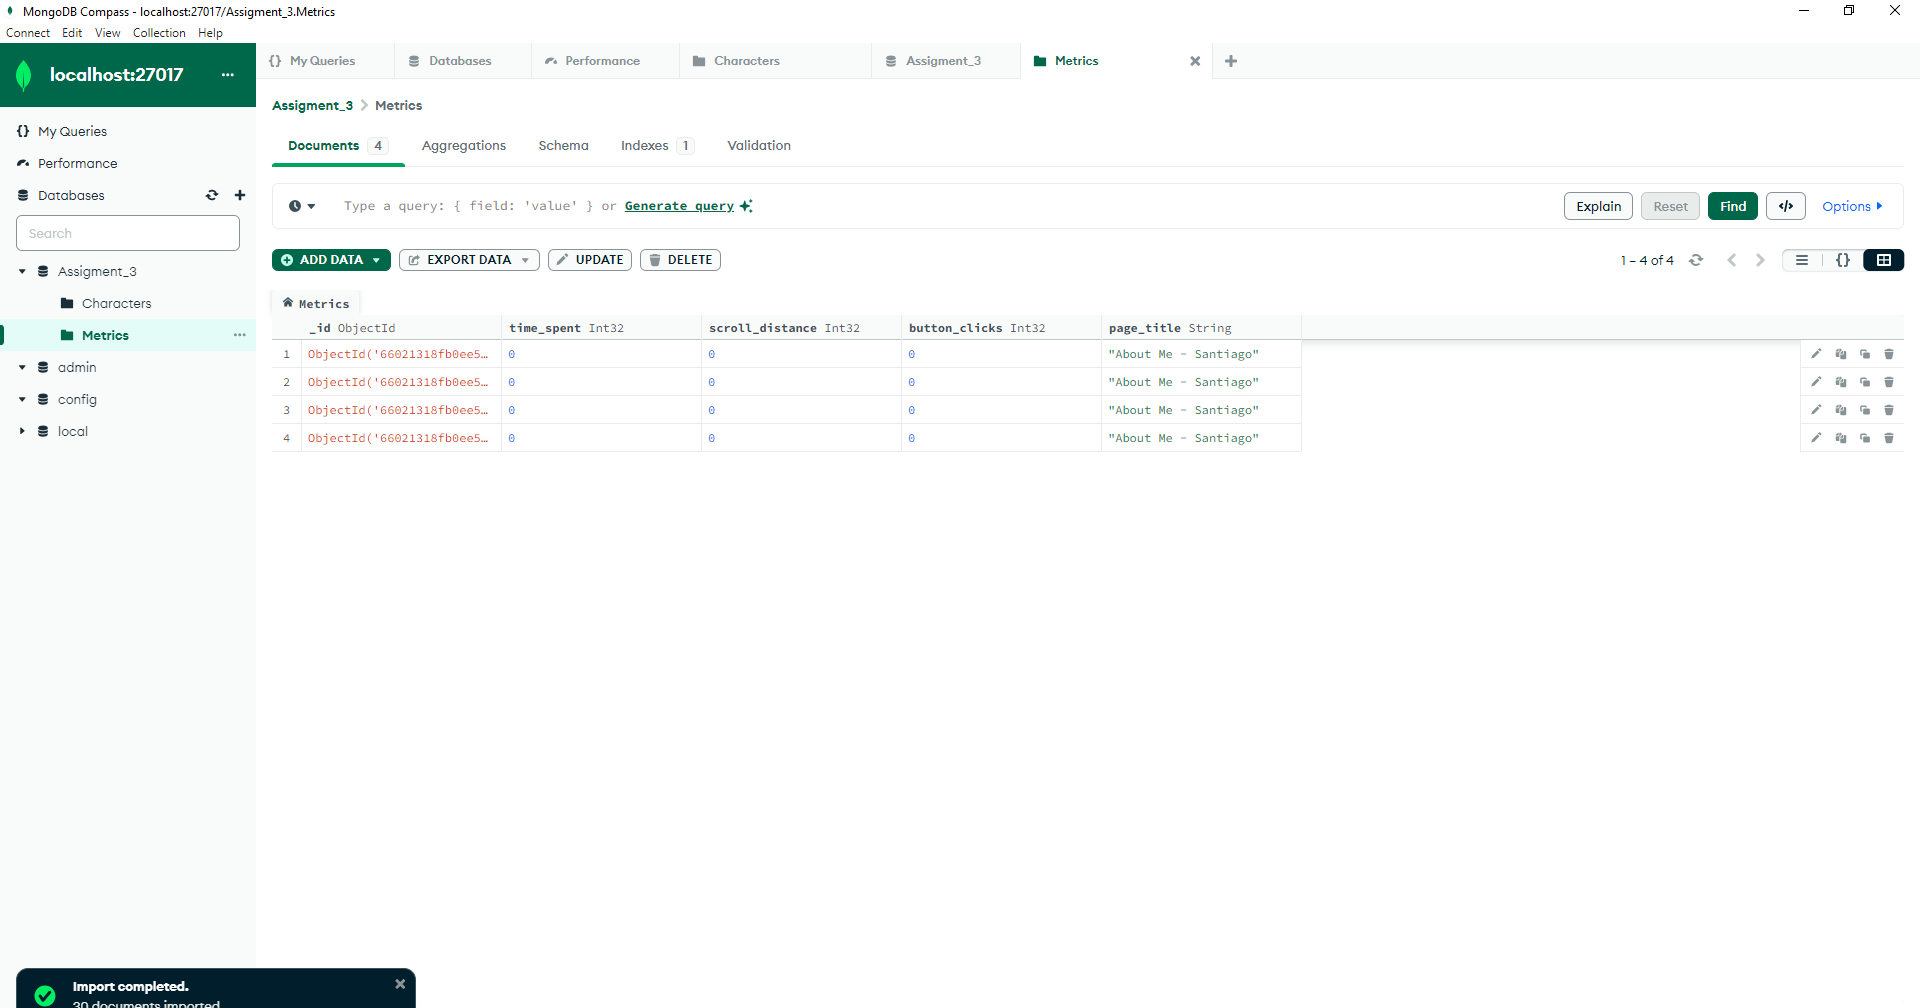 MongoDB Compass - localhost:27017/Assigment_3.Metrics
Connect Edit View Collection Help
localhost:27017 ...
My Queries
Performance
Databases
Search
Assigment_3
Characters
Metrics ...
admin
config
local
My Queries Databases Performance Characters Assigment_3 Metrics
Assigment_3 > Metrics
Documents 4 Aggregations Schema Indexes 1 Validation
Type a query: { field: 'value' } or Generate query
Explain Reset Find </> Options
ADD DATA EXPORT DATA UPDATE DELETE
1 – 4 of 4 {}
Metrics
_id ObjectId time_spent Int32 scroll_distance Int32 button_clicks Int32 page_title String
1 ObjectId('66021318fb0ee5… 0 0 0 "About Me - Santiago"
2 ObjectId('66021318fb0ee5… 0 0 0 "About Me - Santiago"
3 ObjectId('66021318fb0ee5… 0 0 0 "About Me - Santiago"
4 ObjectId('66021318fb0ee5… 0 0 0 "About Me - Santiago"
Import completed.
30 documents imported